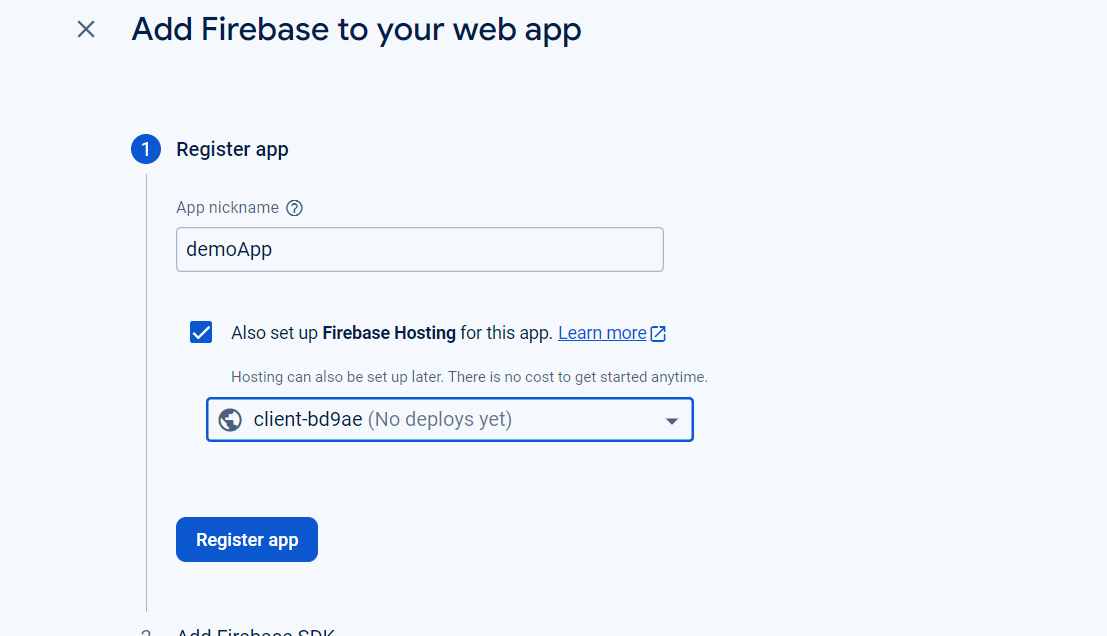 Add Firebase to your web app
1 Register app
App nickname
demoApp
Also set up Firebase Hosting for this app. Learn more
Hosting can also be set up later. There is no cost to get started anytime.
client-bd9ae (No deploys yet)
Register app
2 Add Firebase SDK